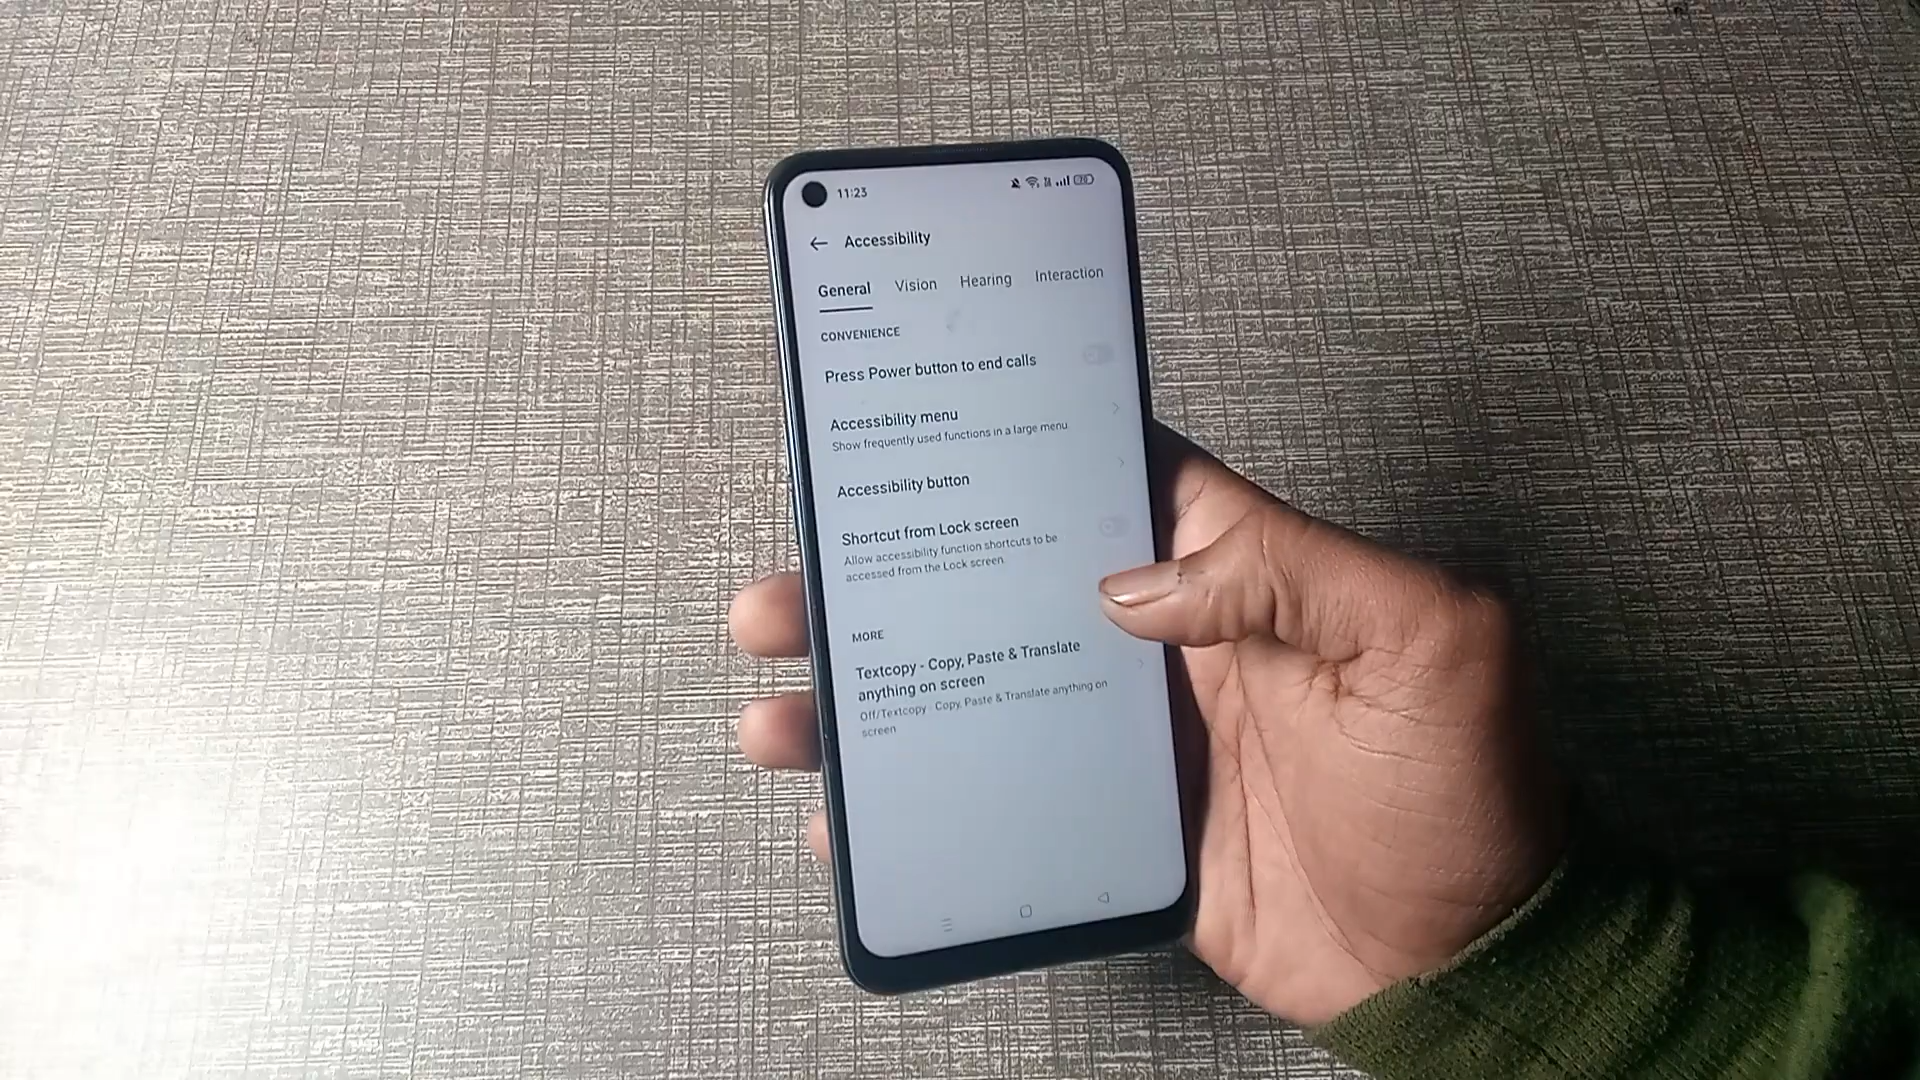 11:23
Accessibility
General Vision Hearing Interaction
CONVENIENCE
Press Power button to end calls
Accessibility menu
Show frequently used functions in a large menu
Accessibility button
Shortcut from Lock screen
Allow accessibility function shortcuts to be
accessed from the Lock screen.
MORE
Textcopy - Copy, Paste & Translate
anything on screen
Off/Textcopy - Copy, Paste & Translate anything on
screen